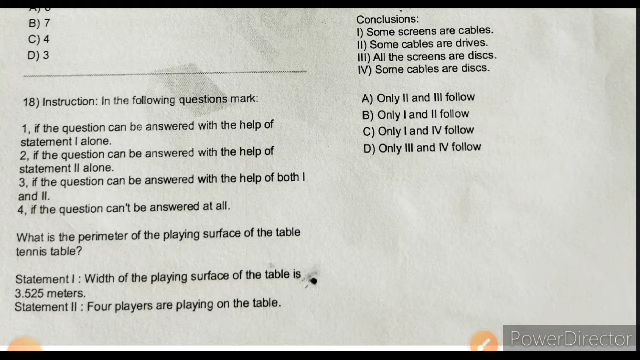 B) 7
C) 4
D) 3
18) Instruction: In the following questions mark:
1, if the question can be answered with the help of
statement I alone.
2, if the question can be answered with the help of
statement II alone.
3, if the question can be answered with the help of both I
and II.
4, if the question can't be answered at all.
What is the perimeter of the playing surface of the table
tennis table?
Statement I : Width of the playing surface of the table is
3.525 meters.
Statement II : Four players are playing on the table.
Conclusions:
I) Some screens are cables.
II) Some cables are drives.
III) All the screens are discs.
IV) Some cables are discs.
A) Only II and III follow
B) Only I and II follow
C) Only I and IV follow
D) Only III and IV follow
PowerDirector